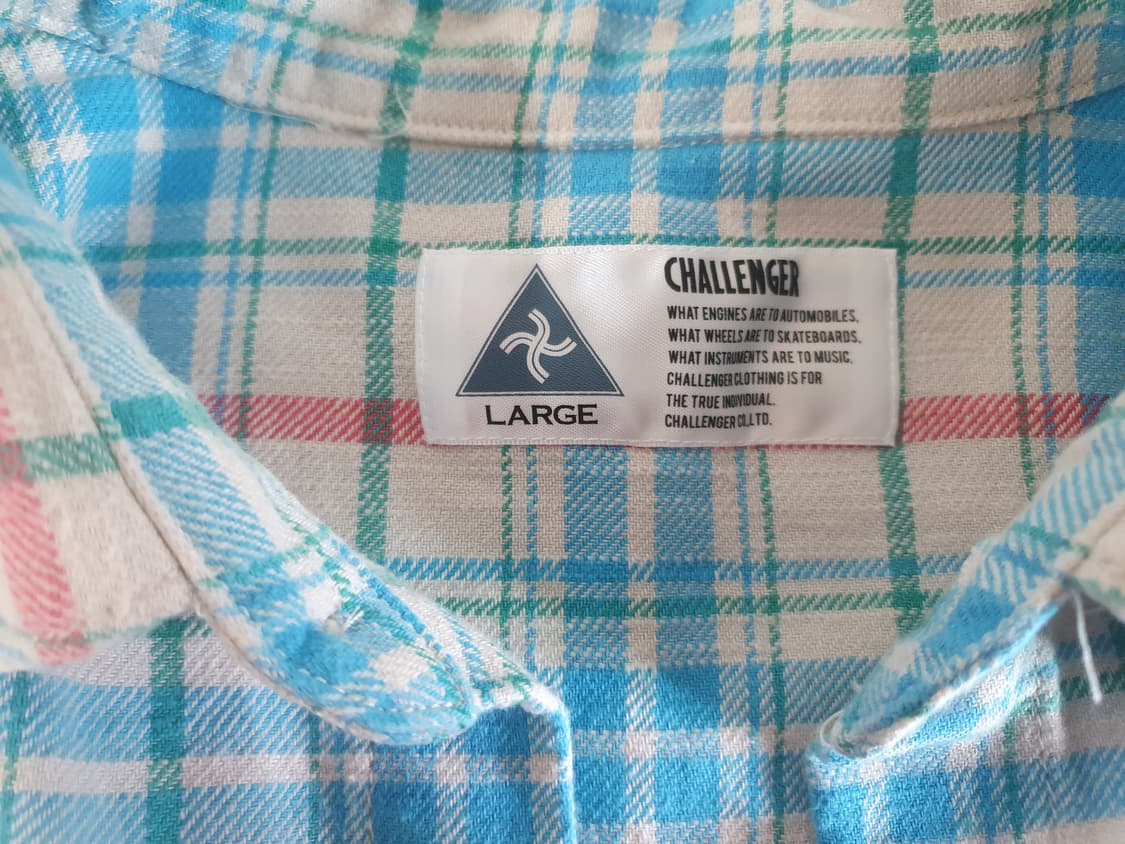 LARGE
CHALLENGER
WHAT ENGINES ARE TO AUTOMOBILES.
WHAT WHEELS ARE TO SKATEBOARDS.
WHAT INSTRUMENTS ARE TO MUSIC.
CHALLENGER CLOTHING IS FOR
THE TRUE INDIVIDUAL.
CHALLENGER CO.LTD.